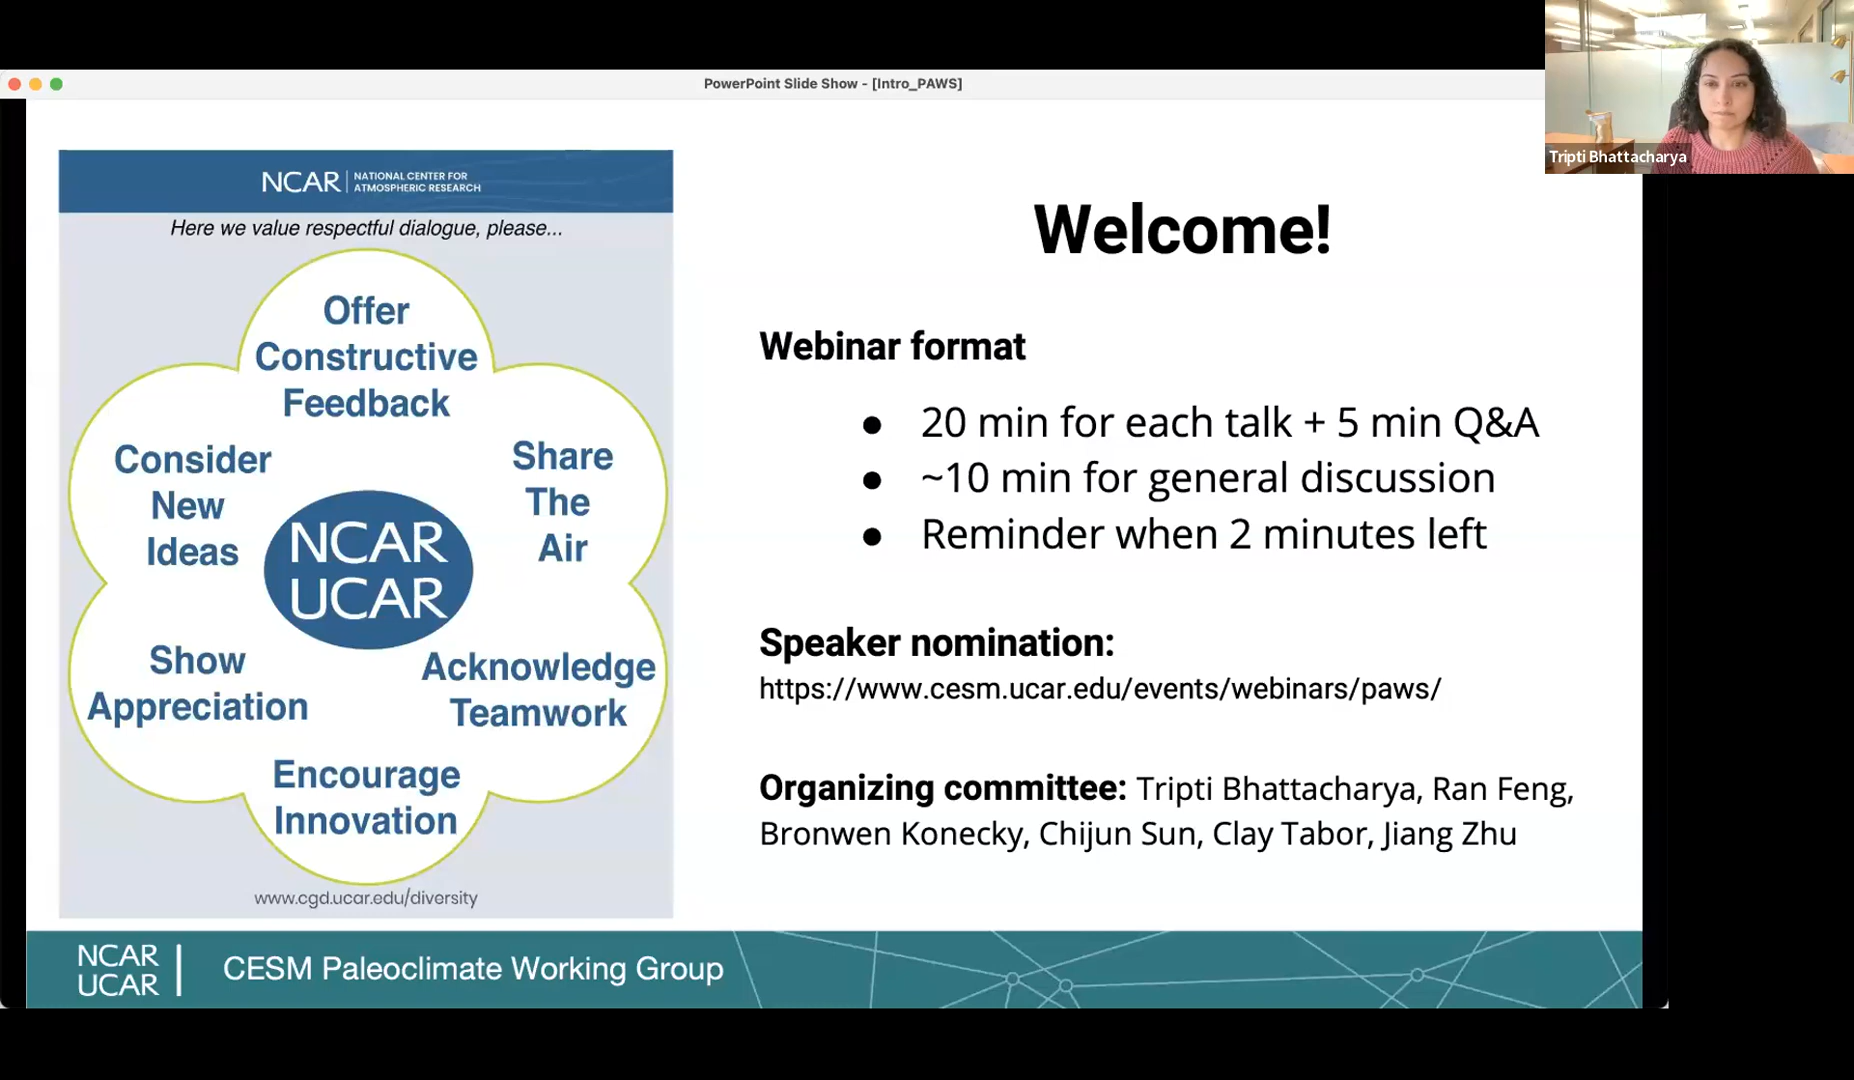 PowerPoint Slide Show - [Intro_PAWS]
Tripti Bhattacharya
NCAR
NATIONAL CENTER FOR
ATMOSPHERIC RESEARCH
Here we value respectful dialogue, please...
Offer
Constructive
Feedback
Consider
New
Ideas
Share
The
Air
NCAR
UCAR
Show
Appreciation
Acknowledge
Teamwork
Encourage
Innovation
www.cgd.ucar.edu/diversity
Welcome!
Webinar format
● 20 min for each talk + 5 min Q&A
● ~10 min for general discussion
● Reminder when 2 minutes left
Speaker nomination:
https://www.cesm.ucar.edu/events/webinars/paws/
Organizing committee: Tripti Bhattacharya, Ran Feng,
Bronwen Konecky, Chijun Sun, Clay Tabor, Jiang Zhu
NCAR
UCAR
CESM Paleoclimate Working Group